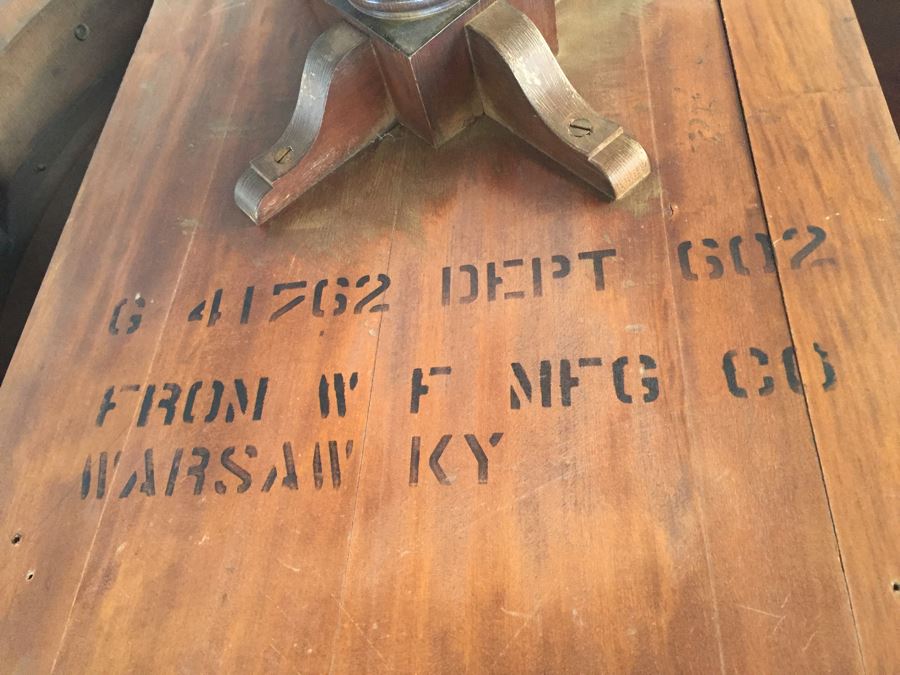 G 41762 DEPT 602
FROM W F MFG CO
WARSAW KY